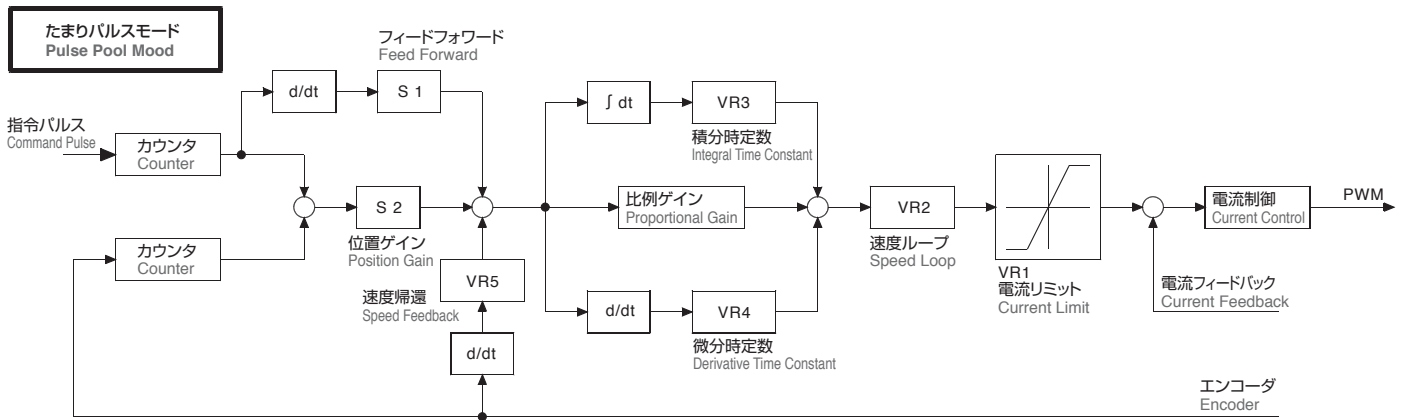 たまりパルスモード
Pulse Pool Mood
フィードフォワード
Feed Forward
d/dt
S 1
指令パルス
Command Pulse
カウンタ
Counter
∫ dt
VR3
積分時定数
Integral Time Constant
S 2
位置ゲイン
Position Gain
比例ゲイン
Proportional Gain
VR2
速度ループ
Speed Loop
VR1
電流リミット
Current Limit
電流制御
Current Control
PWM
カウンタ
Counter
VR5
速度帰還
Speed Feedback
d/dt
d/dt
VR4
微分時定数
Derivative Time Constant
電流フィードバック
Current Feedback
エンコーダ
Encoder